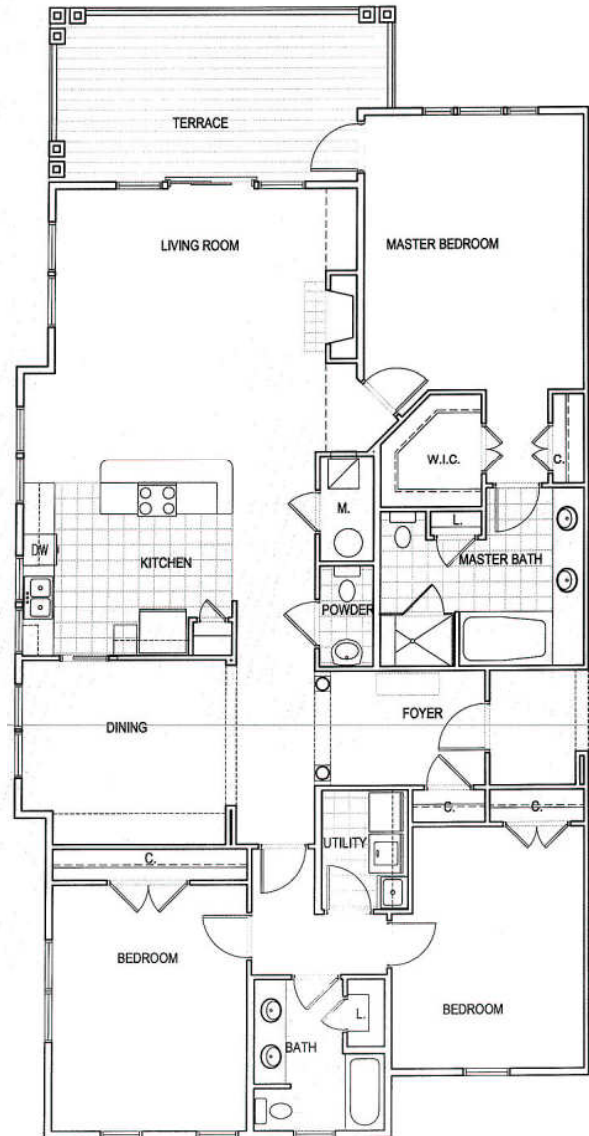 TERRACE
LIVING ROOM
MASTER BEDROOM
W.I.C.
C.
M.
L.
DW
KITCHEN
MASTER BATH
POWDER
FOYER
DINING
C.
C.
UTILITY
C.
BEDROOM
BEDROOM
L.
BATH